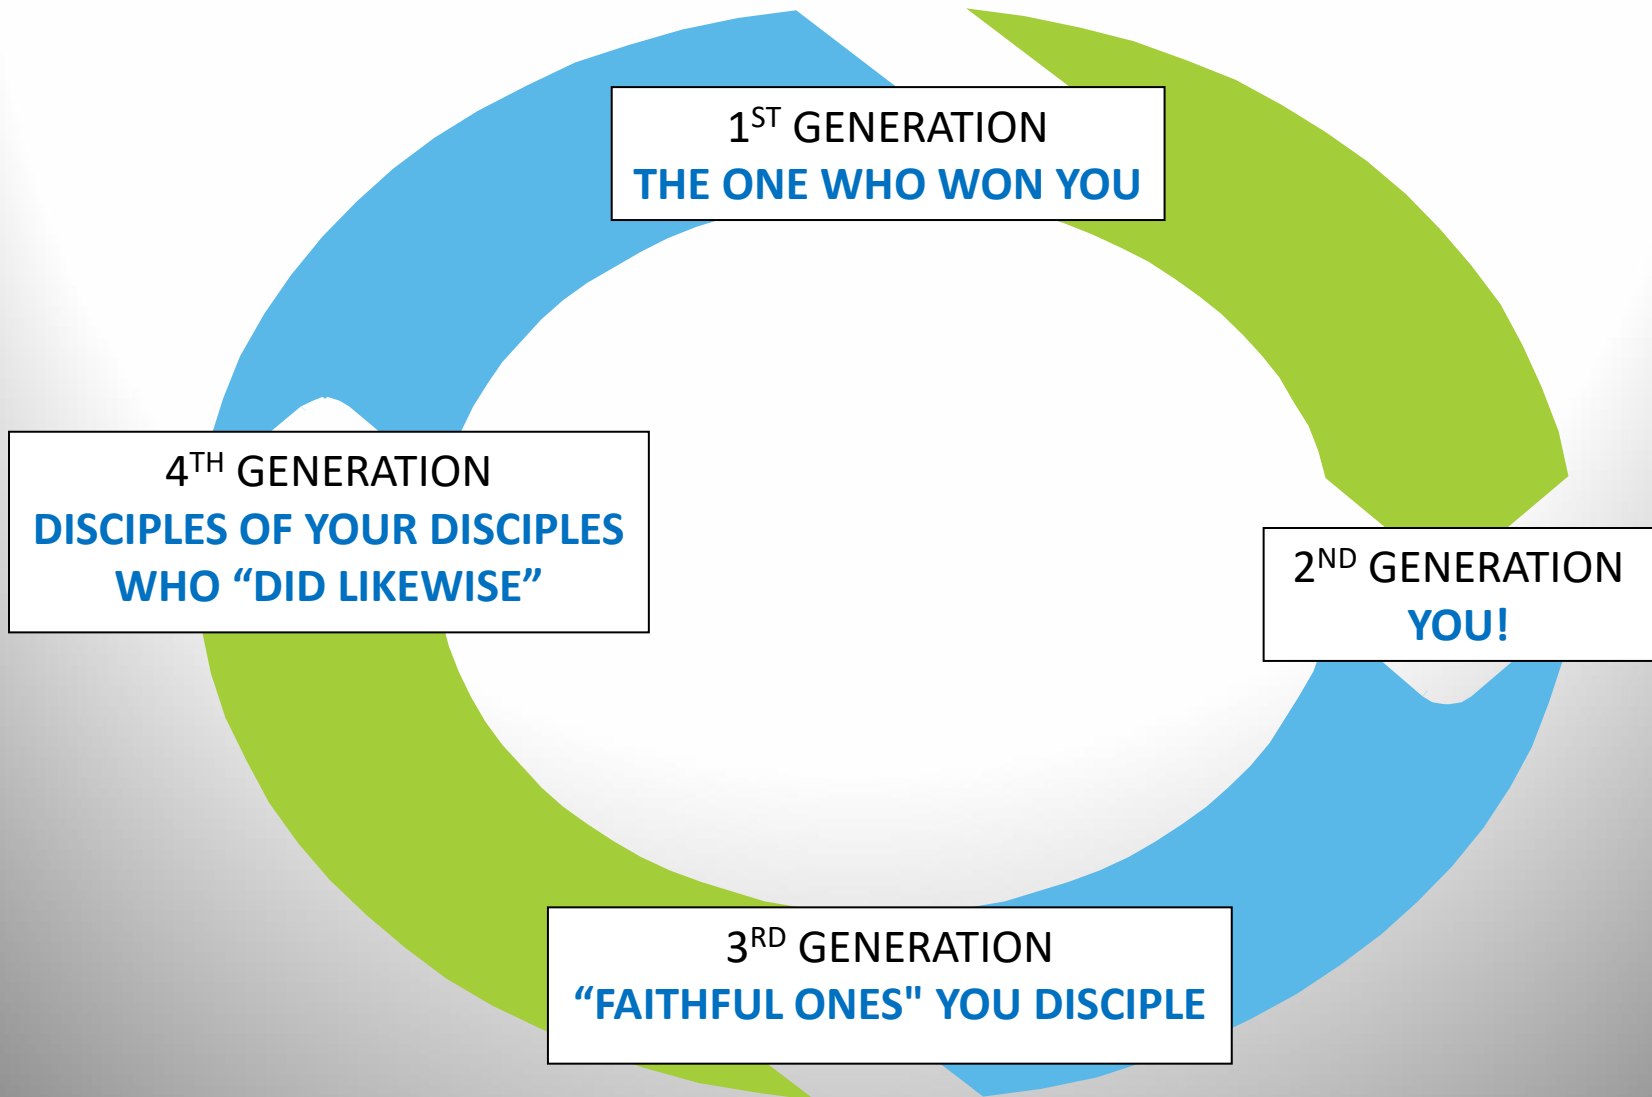 1ST GENERATION
THE ONE WHO WON YOU
2ND GENERATION
YOU!
3RD GENERATION
“FAITHFUL ONES" YOU DISCIPLE
4TH GENERATION
DISCIPLES OF YOUR DISCIPLES
WHO “DID LIKEWISE”